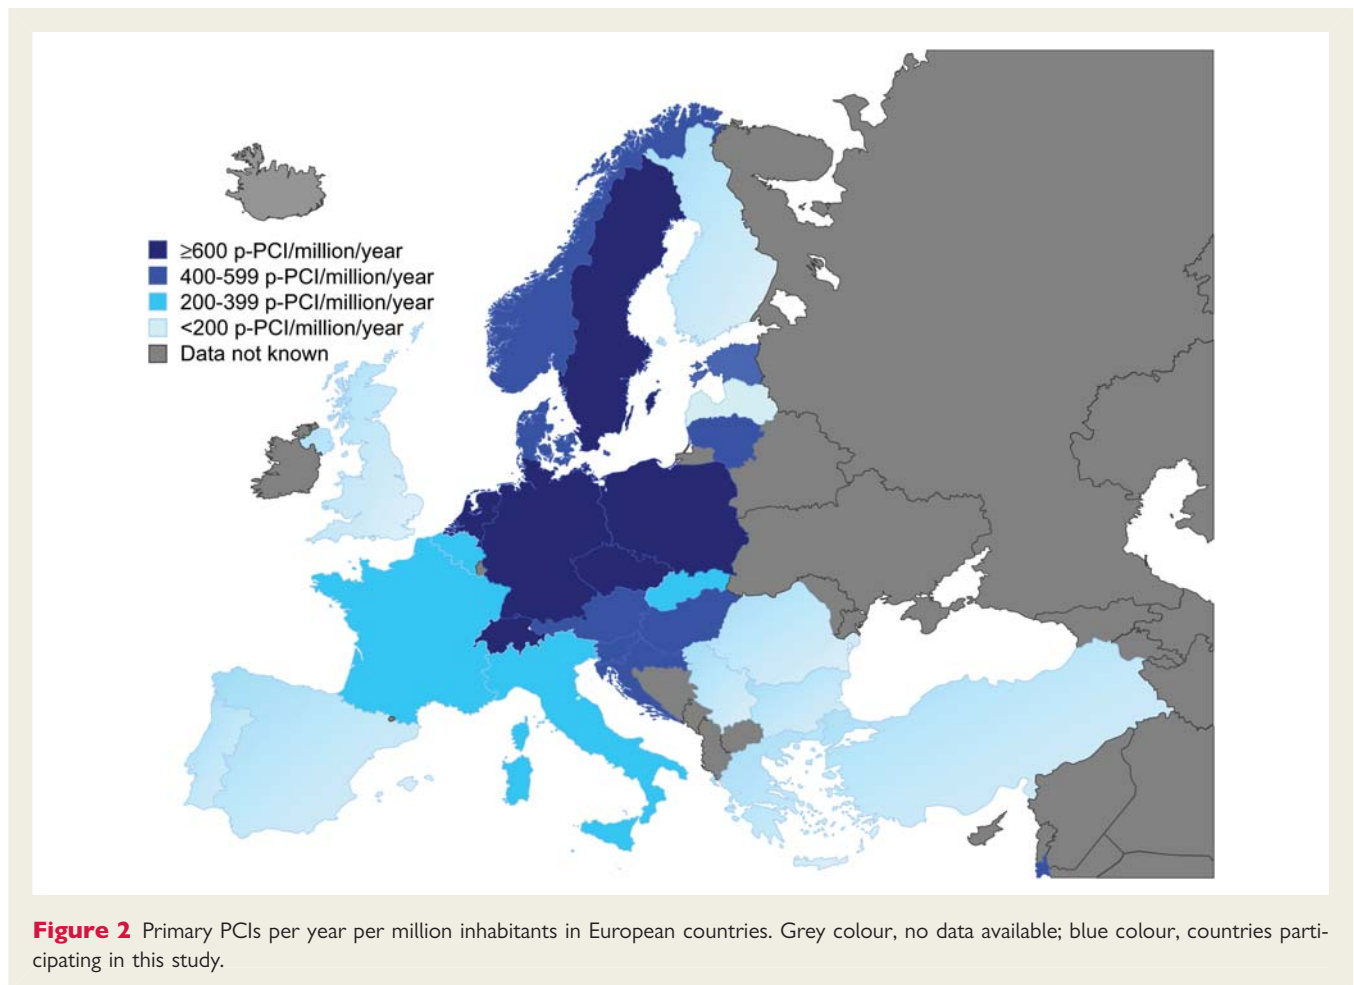 ≥600 p-PCI/million/year
400-599 p-PCI/million/year
200-399 p-PCI/million/year
<200 p-PCI/million/year
Data not known
Figure 2 Primary PCIs per year per million inhabitants in European countries. Grey colour, no data available; blue colour, countries parti-
cipating in this study.